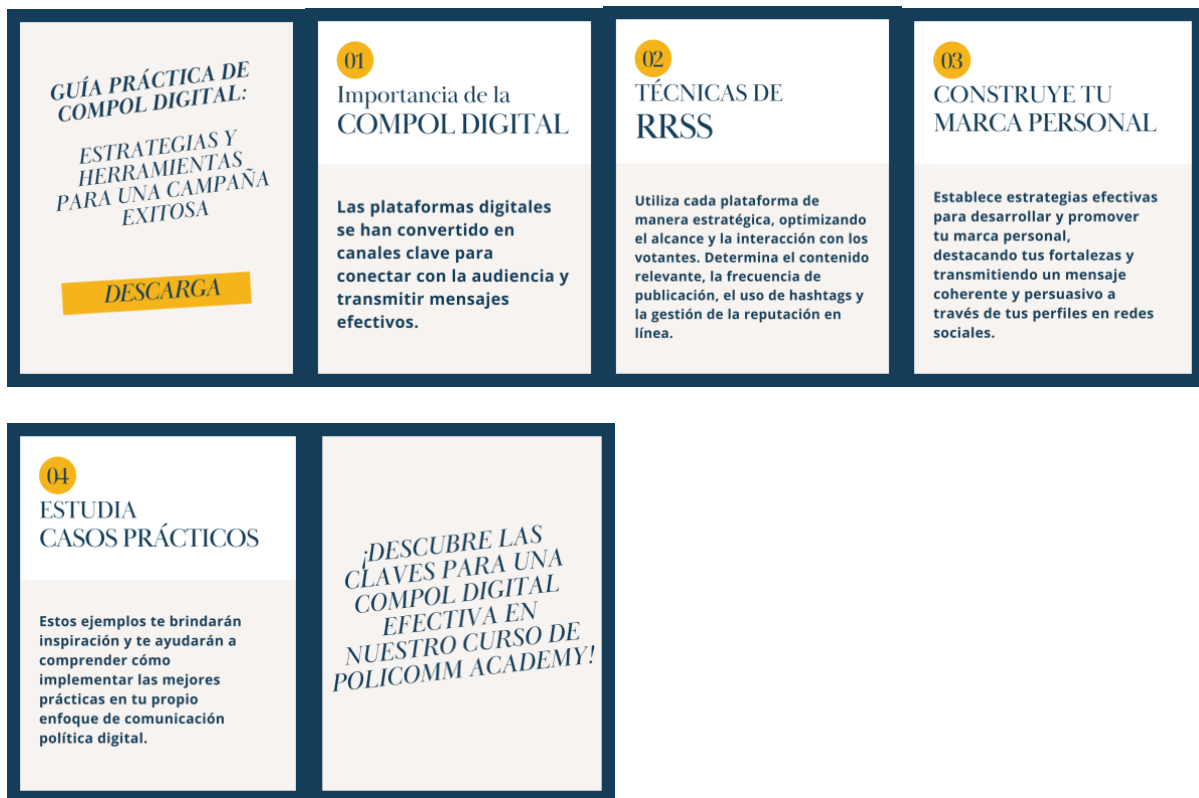 GUÍA PRÁCTICA DE
COMPOL DIGITAL:
ESTRATEGIAS Y
HERRAMIENTAS
PARA UNA CAMPAÑA
EXITOSA
DESCARGA
01
Importancia de la
COMPOL DIGITAL
Las plataformas digitales
se han convertido en
canales clave para
conectar con la audiencia y
transmitir mensajes
efectivos.
02
TÉCNICAS DE
RRSS
Utiliza cada plataforma de
manera estratégica, optimizando
el alcance y la interacción con los
votantes. Determina el contenido
relevante, la frecuencia de
publicación, el uso de hashtags y
la gestión de la reputación en
línea.
03
CONSTRUYE TU
MARCA PERSONAL
Establece estrategias efectivas
para desarrollar y promover
tu marca personal,
destacando tus fortalezas y
transmitiendo un mensaje
coherente y persuasivo a
través de tus perfiles en redes
sociales.
04
ESTUDIA
CASOS PRÁCTICOS
Estos ejemplos te brindarán
inspiración y te ayudarán a
comprender cómo
implementar las mejores
prácticas en tu propio
enfoque de comunicación
política digital.
¡DESCUBRE LAS
CLAVES PARA UNA
COMPOL DIGITAL
EFECTIVA EN
NUESTRO CURSO DE
POLICOMM ACADEMY!